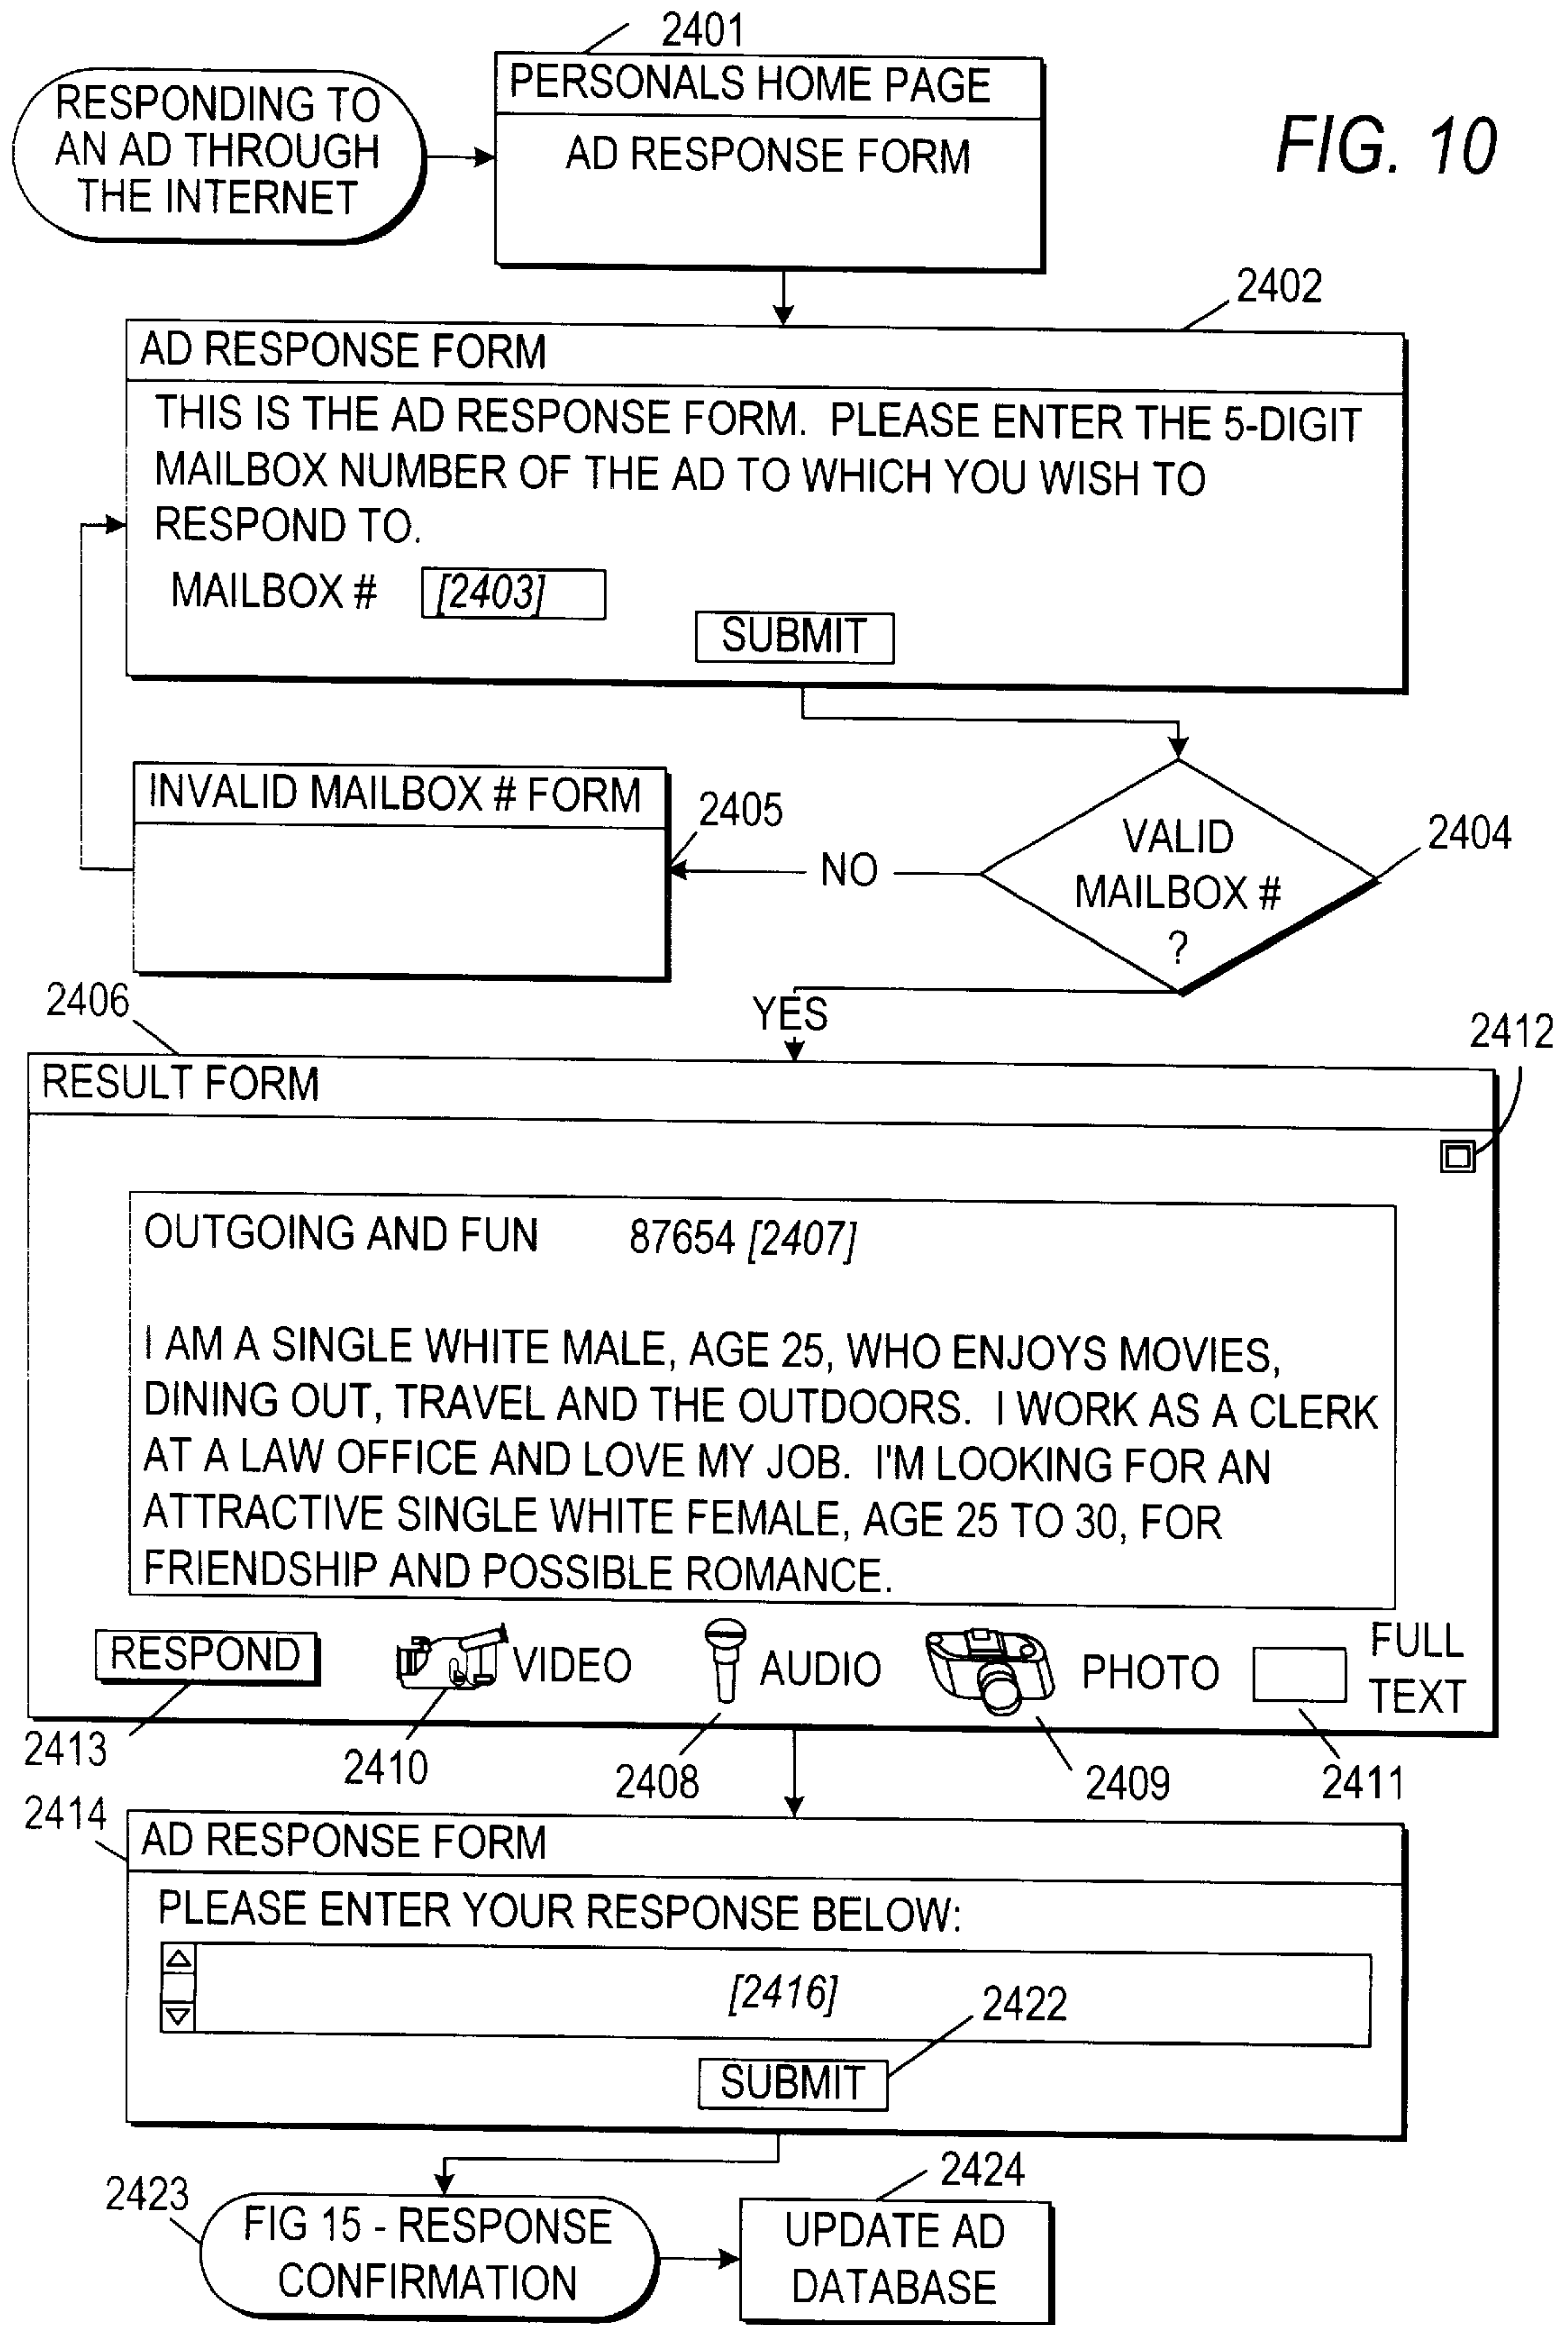 2401
PERSONALS HOME PAGE
RESPONDING TO
AN AD THROUGH
THE INTERNET
AD RESPONSE FORM
FIG. 10
2402
AD RESPONSE FORM
THIS IS THE AD RESPONSE FORM. PLEASE ENTER THE 5-DIGIT
MAILBOX NUMBER OF THE AD TO WHICH YOU WISH TO
RESPOND TO.
MAILBOX # [2403]
SUBMIT
INVALID MAILBOX # FORM
2405
NO
VALID
MAILBOX #
?
2404
2406
YES
2412
RESULT FORM
OUTGOING AND FUN 87654 [2407]
I AM A SINGLE WHITE MALE, AGE 25, WHO ENJOYS MOVIES,
DINING OUT, TRAVEL AND THE OUTDOORS. I WORK AS A CLERK
AT A LAW OFFICE AND LOVE MY JOB. I'M LOOKING FOR AN
ATTRACTIVE SINGLE WHITE FEMALE, AGE 25 TO 30, FOR
FRIENDSHIP AND POSSIBLE ROMANCE.
RESPOND
VIDEO
AUDIO
PHOTO
FULL
TEXT
2413
2410
2408
2409
2411
2414
AD RESPONSE FORM
PLEASE ENTER YOUR RESPONSE BELOW:
[2416]
2422
SUBMIT
2423
FIG 15 - RESPONSE
CONFIRMATION
2424
UPDATE AD
DATABASE